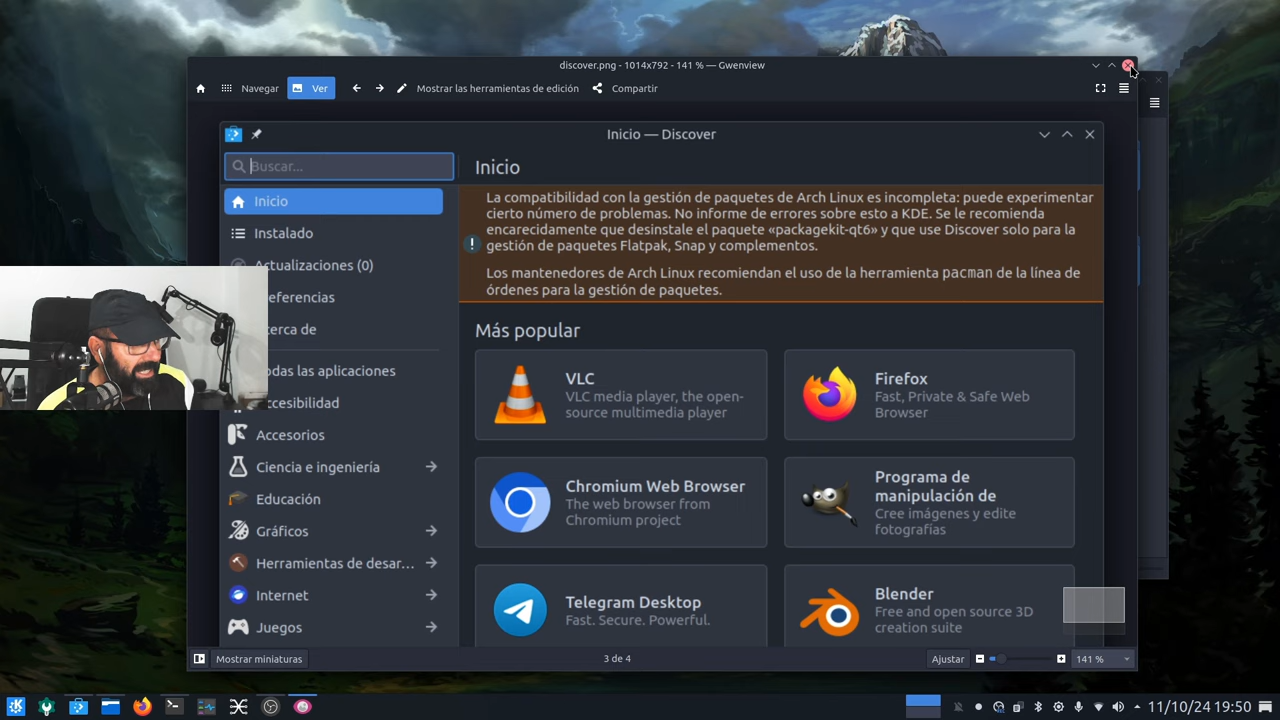 discover.png - 1014x792 - 141 % — Gwenview
Navegar
Ver
Mostrar las herramientas de edición
Compartir
Inicio — Discover
Buscar...
Inicio
Inicio
Instalado
Actualizaciones (0)
Todas las aplicaciones
Accesorios
Ciencia e ingeniería
Educación
Gráficos
Herramientas de desar...
Internet
Juegos
La compatibilidad con la gestión de paquetes de Arch Linux es incompleta: puede experimentar
cierto número de problemas. No informe de errores sobre esto a KDE. Se le recomienda
encarecidamente que desinstale el paquete «packagekit-qt6» y que use Discover solo para la
gestión de paquetes Flatpak, Snap y complementos.
Los mantenedores de Arch Linux recomiendan el uso de la herramienta pacman de la línea de
órdenes para la gestión de paquetes.
Más popular
VLC
VLC media player, the open-
source multimedia player
Firefox
Fast, Private & Safe Web
Browser
Chromium Web Browser
The web browser from
Chromium project
Programa de
manipulación de
Cree imágenes y edite
fotografías
Telegram Desktop
Fast. Secure. Powerful.
Blender
Free and open source 3D
creation suite
Mostrar miniaturas
3 de 4
Ajustar
141 %
11/10/24 19:50